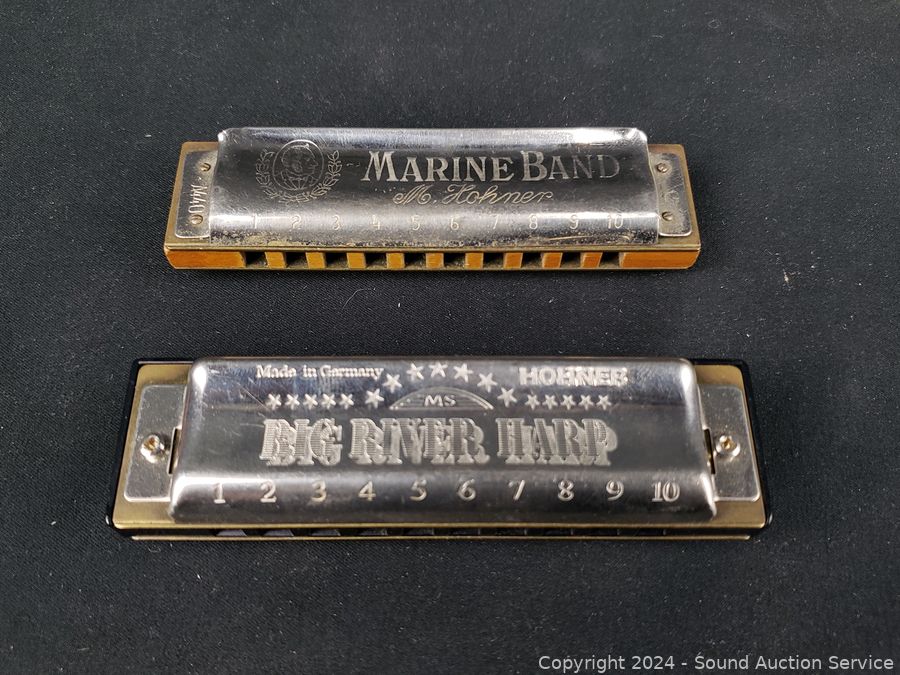 MARINE BAND
M. Hohner
1 2 3 4 5 6 7 8 9 10
Made in Germany
HOHNER
MS
BIG RIVER HARP
1 2 3 4 5 6 7 8 9 10
Copyright © 2024 - Sound Auction Service